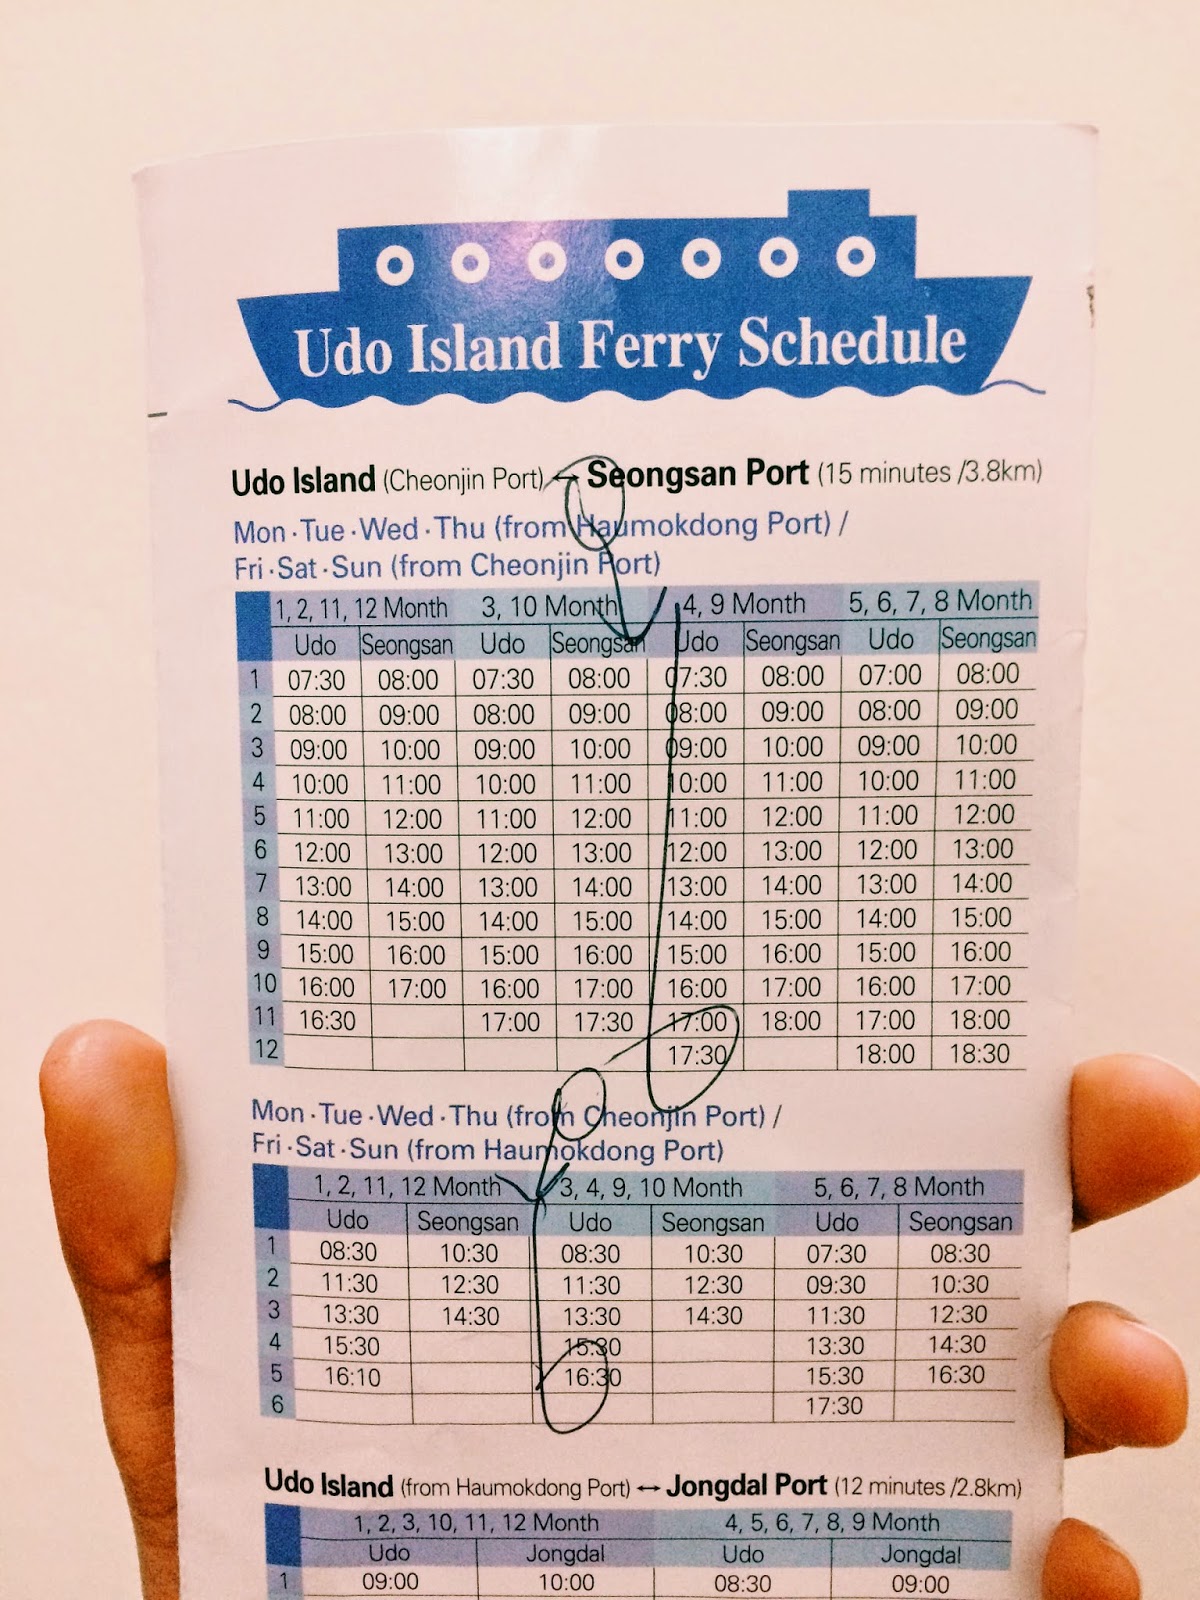 Udo Island Ferry Schedule
Udo Island (Cheonjin Port) ↔ Seongsan Port (15 minutes /3.8km)
Mon·Tue·Wed·Thu (from Haumokdong Port) /
Fri·Sat·Sun (from Cheonjin Port)
1, 2, 11, 12 Month 3, 10 Month 4, 9 Month 5, 6, 7, 8 Month
Udo Seongsan Udo Seongsan Udo Seongsan Udo Seongsan
1 07:30 08:00 07:30 08:00 07:30 08:00 07:00 08:00
2 08:00 09:00 08:00 09:00 08:00 09:00 08:00 09:00
3 09:00 10:00 09:00 10:00 09:00 10:00 09:00 10:00
4 10:00 11:00 10:00 11:00 10:00 11:00 10:00 11:00
5 11:00 12:00 11:00 12:00 11:00 12:00 11:00 12:00
6 12:00 13:00 12:00 13:00 12:00 13:00 12:00 13:00
7 13:00 14:00 13:00 14:00 13:00 14:00 13:00 14:00
8 14:00 15:00 14:00 15:00 14:00 15:00 14:00 15:00
9 15:00 16:00 15:00 16:00 15:00 16:00 15:00 16:00
10 16:00 17:00 16:00 17:00 16:00 17:00 16:00 17:00
11 16:30 17:00 17:30 17:00 18:00 17:00 18:00
12 17:30 18:00 18:30
Mon·Tue·Wed·Thu (from Cheonjin Port) /
Fri·Sat·Sun (from Haumokdong Port)
1, 2, 11, 12 Month 3, 4, 9, 10 Month 5, 6, 7, 8 Month
Udo Seongsan Udo Seongsan Udo Seongsan
1 08:30 10:30 08:30 10:30 07:30 08:30
2 11:30 12:30 11:30 12:30 09:30 10:30
3 13:30 14:30 13:30 14:30 11:30 12:30
4 15:30 15:30 13:30 14:30
5 16:10 16:30 15:30 16:30
6 17:30
Udo Island (from Haumokdong Port) ↔ Jongdal Port (12 minutes /2.8km)
1, 2, 3, 10, 11, 12 Month 4, 5, 6, 7, 8, 9 Month
Udo Jongdal Udo Jongdal
1 09:00 10:00 08:30 09:00